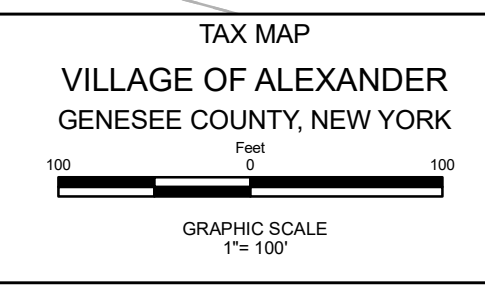 TAX MAP
VILLAGE OF ALEXANDER
GENESEE COUNTY, NEW YORK
Feet
100 0 100
GRAPHIC SCALE
1"= 100'